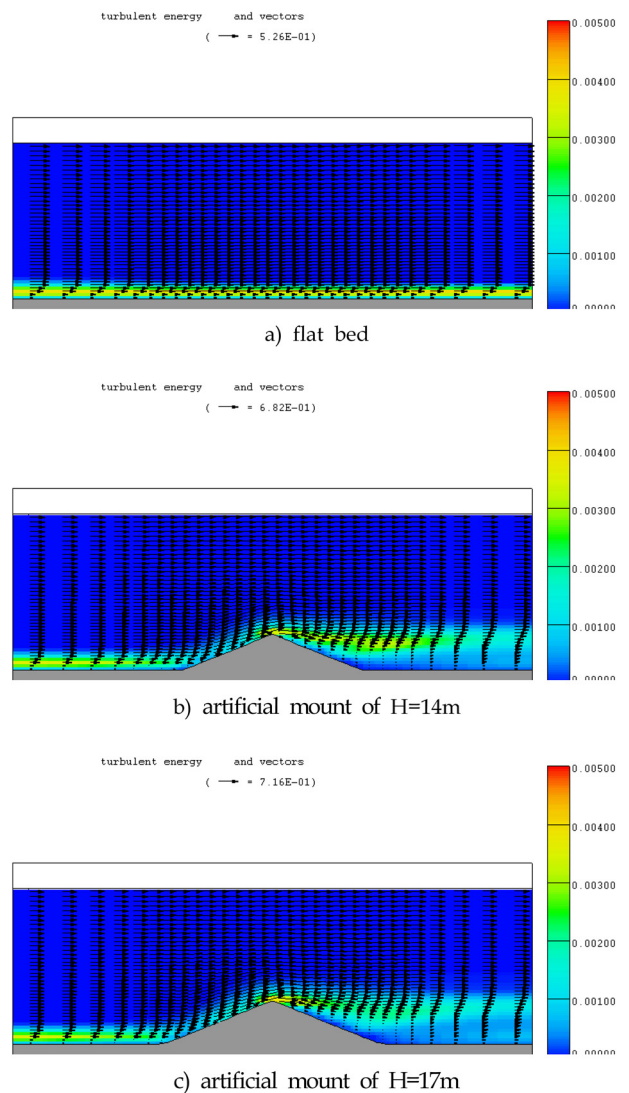 turbulent energy and vectors
( = 5.26E-01)
0.00500
0.00400
0.00300
0.00200
0.00100
0.00000
a) flat bed
turbulent energy and vectors
( = 6.82E-01)
0.00500
0.00400
0.00300
0.00200
0.00100
0.00000
b) artificial mount of H=14m
turbulent energy and vectors
( = 7.16E-01)
0.00500
0.00400
0.00300
0.00200
0.00100
0.00000
c) artificial mount of H=17m